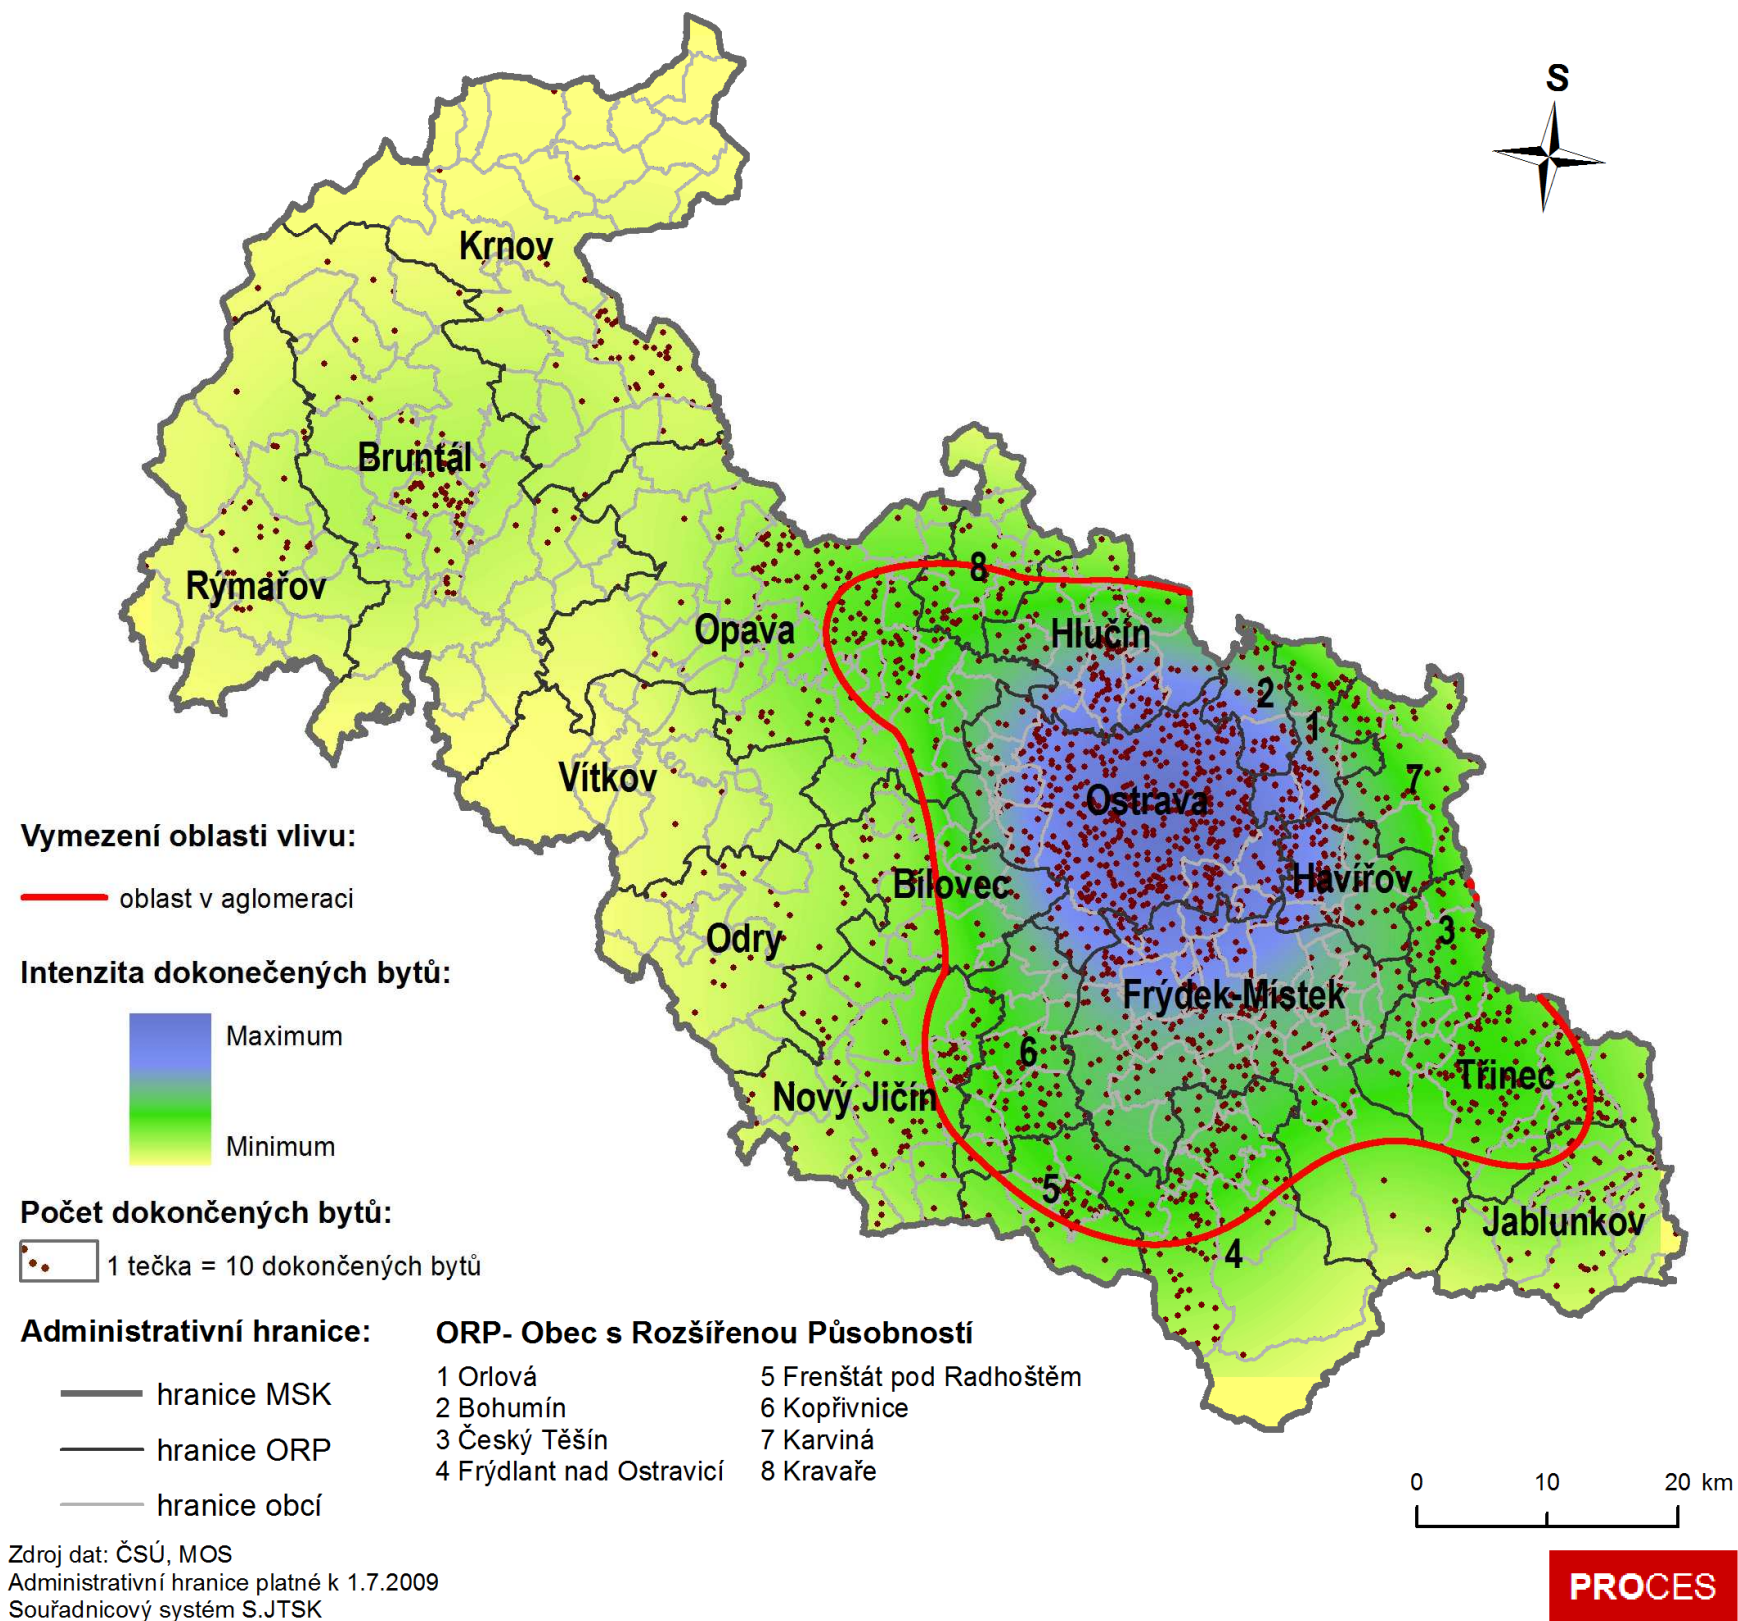 S
Krnov
Bruntál
Rýmařov
8
Opava
Hlučín
2
1
Vítkov
7
Ostrava
Vymezení oblasti vlivu:
oblast v aglomeraci
Bílovec
Havířov
3
Odry
Intenzita dokonečených bytů:
Maximum
Minimum
Frýdek-Místek
6
Třinec
Nový Jičín
5
Jablunkov
4
Počet dokončených bytů:
1 tečka = 10 dokončených bytů
Administrativní hranice:
hranice MSK
hranice ORP
hranice obcí
ORP- Obec s Rozšířenou Působností
1 Orlová
2 Bohumín
3 Český Těšín
4 Frýdlant nad Ostravicí
5 Frenštát pod Radhoštěm
6 Kopřivnice
7 Karviná
8 Kravaře
0 10 20 km
Zdroj dat: ČSÚ, MOS
Administrativní hranice platné k 1.7.2009
Souřadnicový systém S.JTSK
PROCES